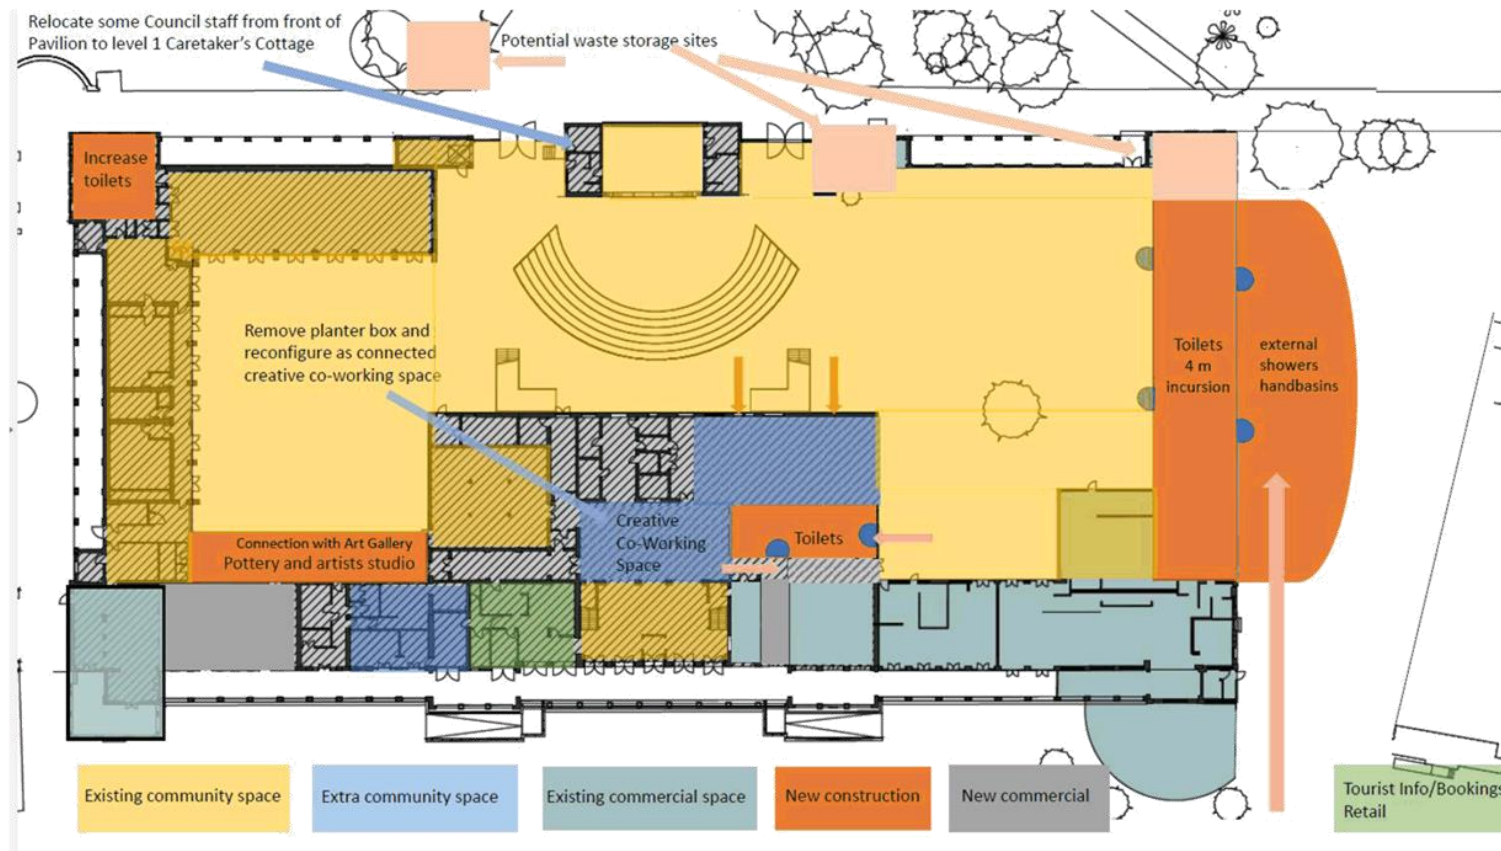 Relocate some Council staff from front of
Pavilion to level 1 Caretaker's Cottage
Potential waste storage sites
Increase
toilets
Remove planter box and
reconfigure as connected
creative co-working space
Toilets
4 m
incursion
external
showers
handbasins
Creative
Co-Working
Space
Toilets
Connection with Art Gallery
Pottery and artists studio
Existing community space
Extra community space
Existing commercial space
New construction
New commercial
Tourist Info/Bookings
Retail